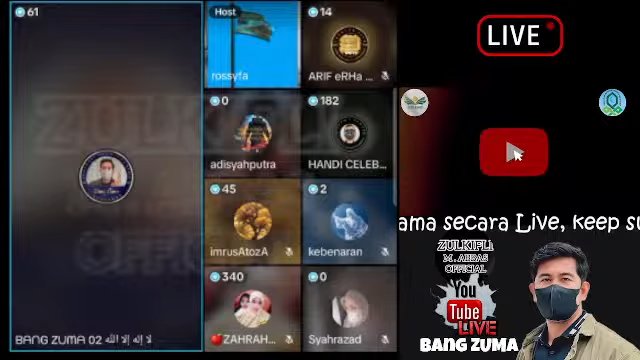 61
BANG ZUMA 02 لا إله إلا الله
Host
rossyfa
14
ARIF eRHa ...
0
adisyahputra
182
HANDI CELEB...
45
imrusAtozA
2
kebenaran
340
ZAHRAH...
0
Syahrazad
ZULKIFLI
LIVE
ama secara Live, keep su
ZULKIFLI
M. ABBAS
OFFICIAL
You
Tube
LIVE
BANG ZUMA